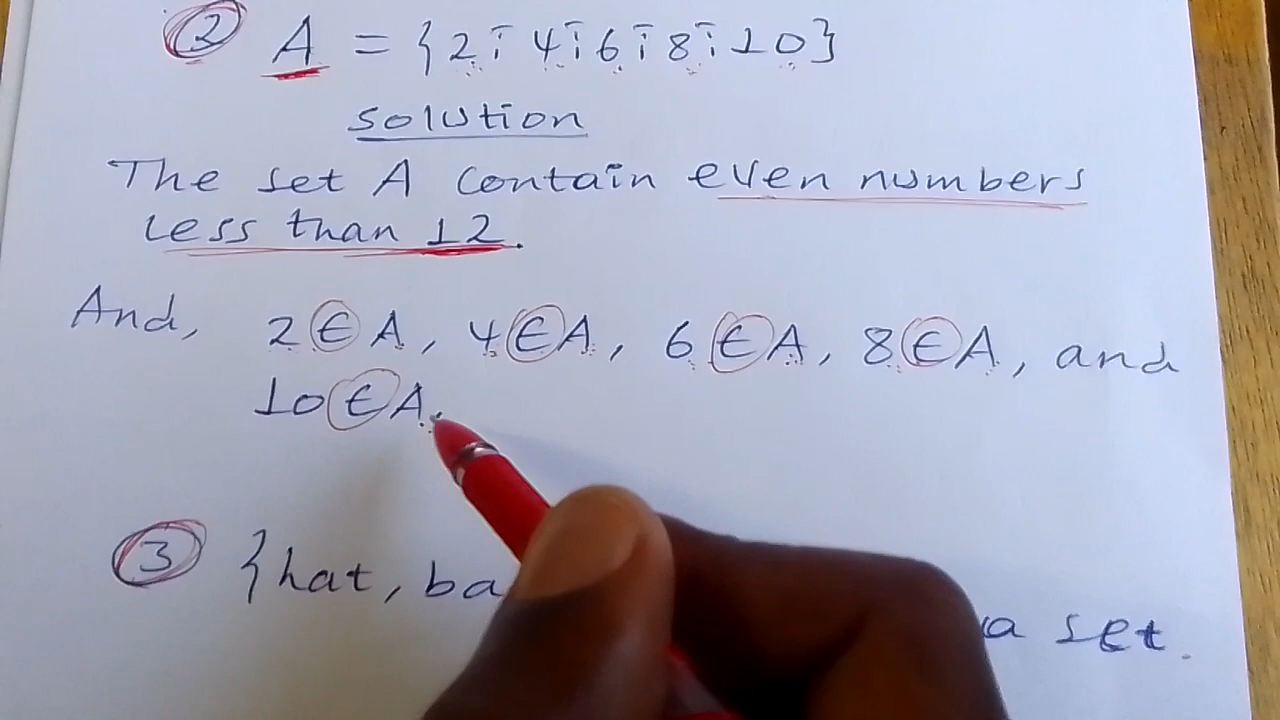 2 A = {2; 4; 6; 8; 10}
solution
The set A contain even numbers
less than 12.
And, 2 ∈ A, 4 ∈ A, 6 ∈ A, 8 ∈ A, and
10 ∈ A.
3 {hat,
a set.